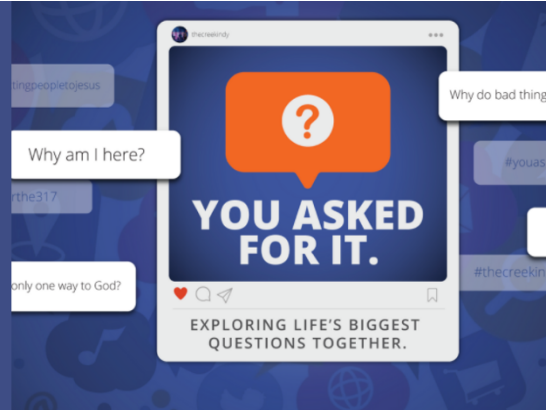 thecreekindy
tingpeopletojesus
Why do bad thing
Why am I here?
#youas
rthe317
YOU ASKED
FOR IT.
#thecreekin
only one way to God?
EXPLORING LIFE'S BIGGEST
QUESTIONS TOGETHER.